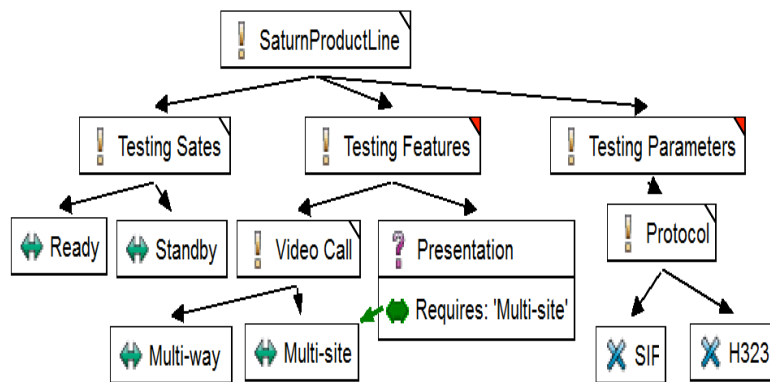 SaturnProductLine
Testing Sates
Testing Features
Testing Parameters
Ready
Standby
Video Call
Presentation
Requires: 'Multi-site'
Protocol
Multi-way
Multi-site
SIF
H323